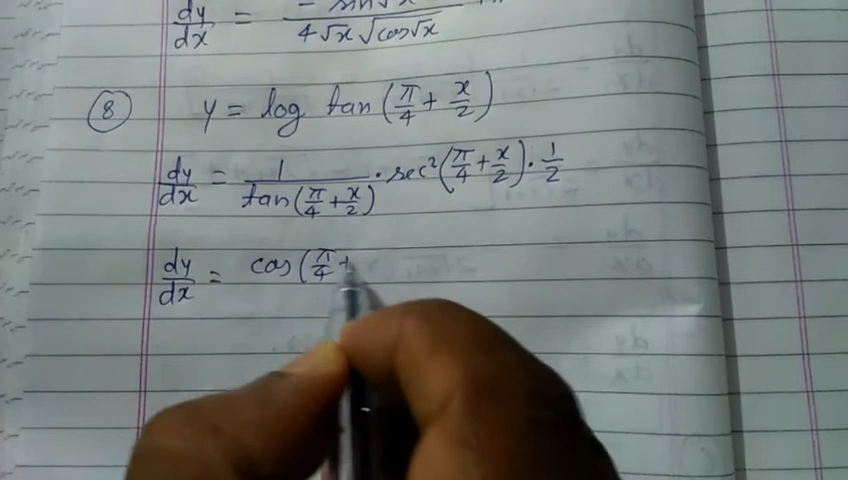 dy/dx = - sin√x / 4√x √cos√x
8 y = log tan (π/4 + x/2)
dy/dx = 1 / tan(π/4 + x/2) · sec²(π/4 + x/2) · 1/2
dy/dx = cos (π/4 +